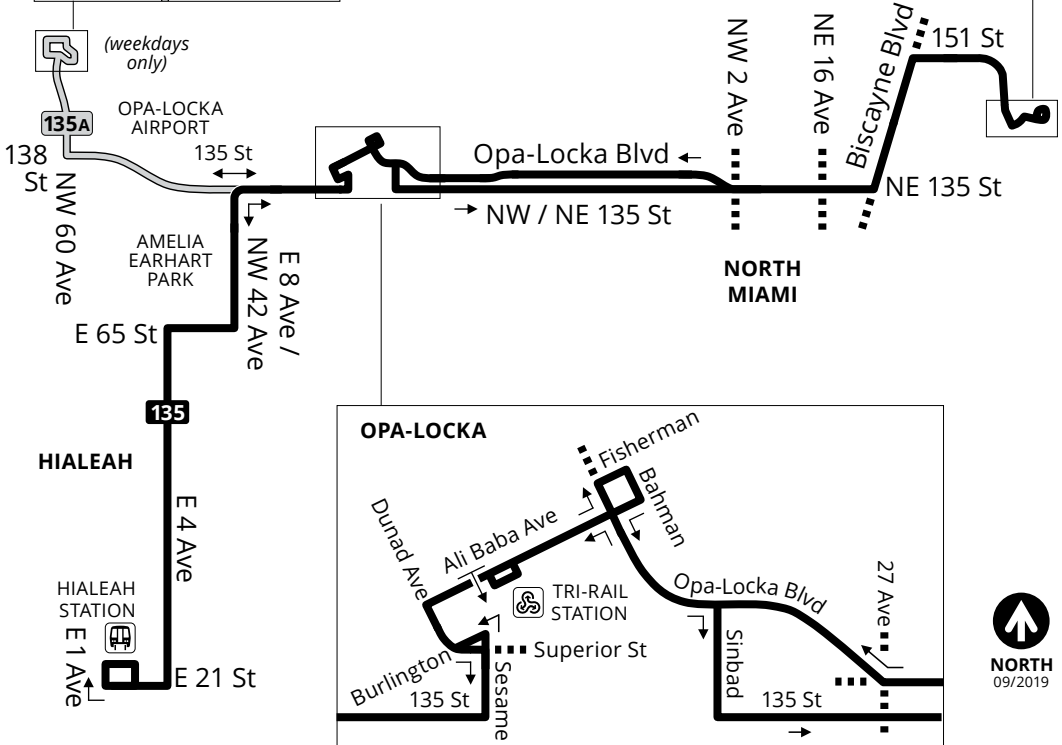 (weekdays
only)
135A
OPA-LOCKA
AIRPORT
138
St
NW 60 Ave
135 St
AMELIA
EARHART
PARK
E 8 Ave /
NW 42 Ave
E 65 St
135
HIALEAH
E 4 Ave
HIALEAH
STATION
E 1 Ave
E 21 St
Opa-Locka Blvd
NW / NE 135 St
NW 2 Ave
NE 16 Ave
Biscayne Blvd
151 St
NE 135 St
NORTH
MIAMI
OPA-LOCKA
Fisherman
Bahman
Dunad Ave
Ali Baba Ave
TRI-RAIL
STATION
Opa-Locka Blvd
27 Ave
Superior St
Burlington
Sesame
Sinbad
135 St
135 St
NORTH
09/2019